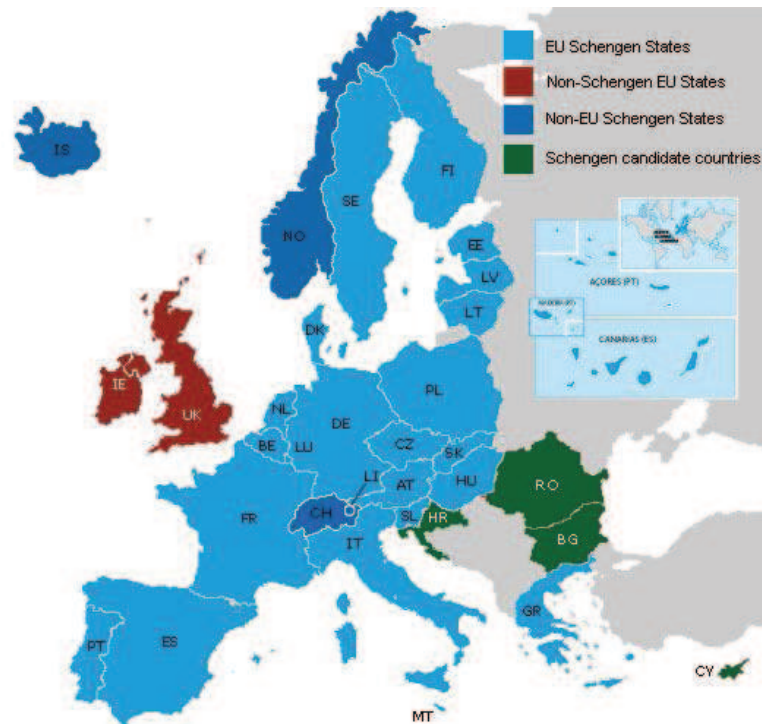 EU Schengen States
Non-Schengen EU States
Non-EU Schengen States
Schengen candidate countries
IS
FI
SE
NO
EE
LV
LT
AÇORES (PT)
MADEIRA (PT)
CANARIAS (ES)
DK
IE
UK
NL
PL
DE
BE
LU
CZ
SK
LI
AT
HU
RO
FR
CH
SL
HR
IT
BG
GR
PT
ES
CY
MT